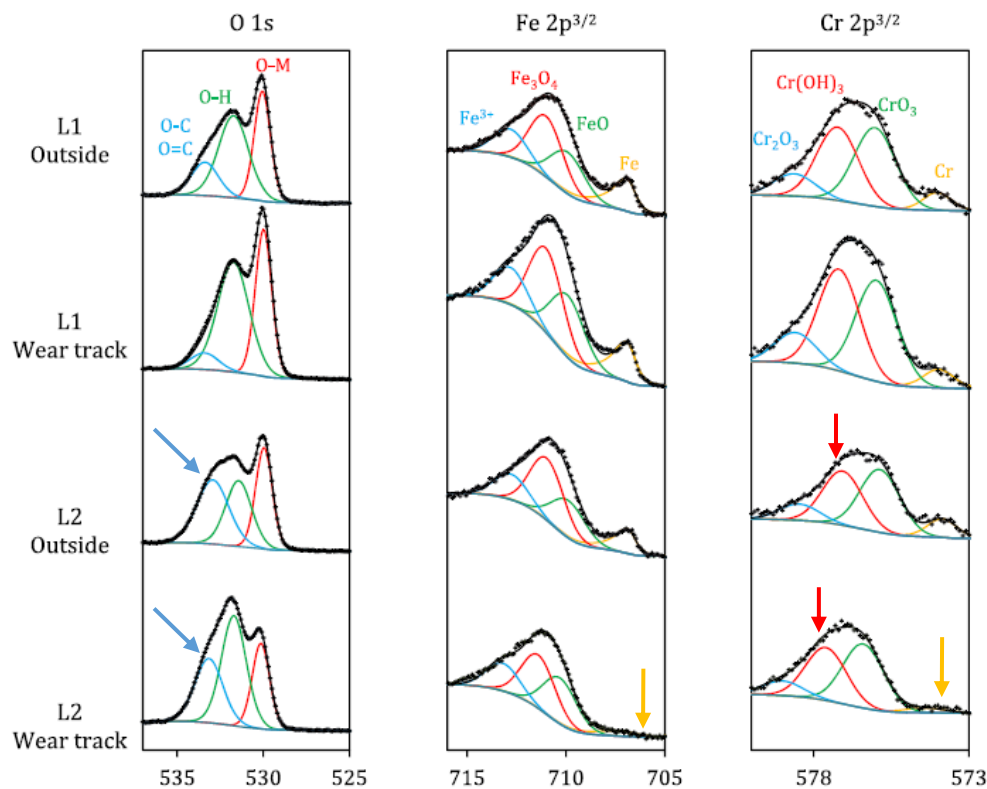 O 1s
Fe 2p³/²
Cr 2p³/²
L1
Outside
O–C
O=C
O–H
O–M
Fe³⁺
Fe₃O₄
FeO
Fe
Cr₂O₃
Cr(OH)₃
CrO₃
Cr
L1
Wear track
L2
Outside
L2
Wear track
535
530
525
715
710
705
578
573